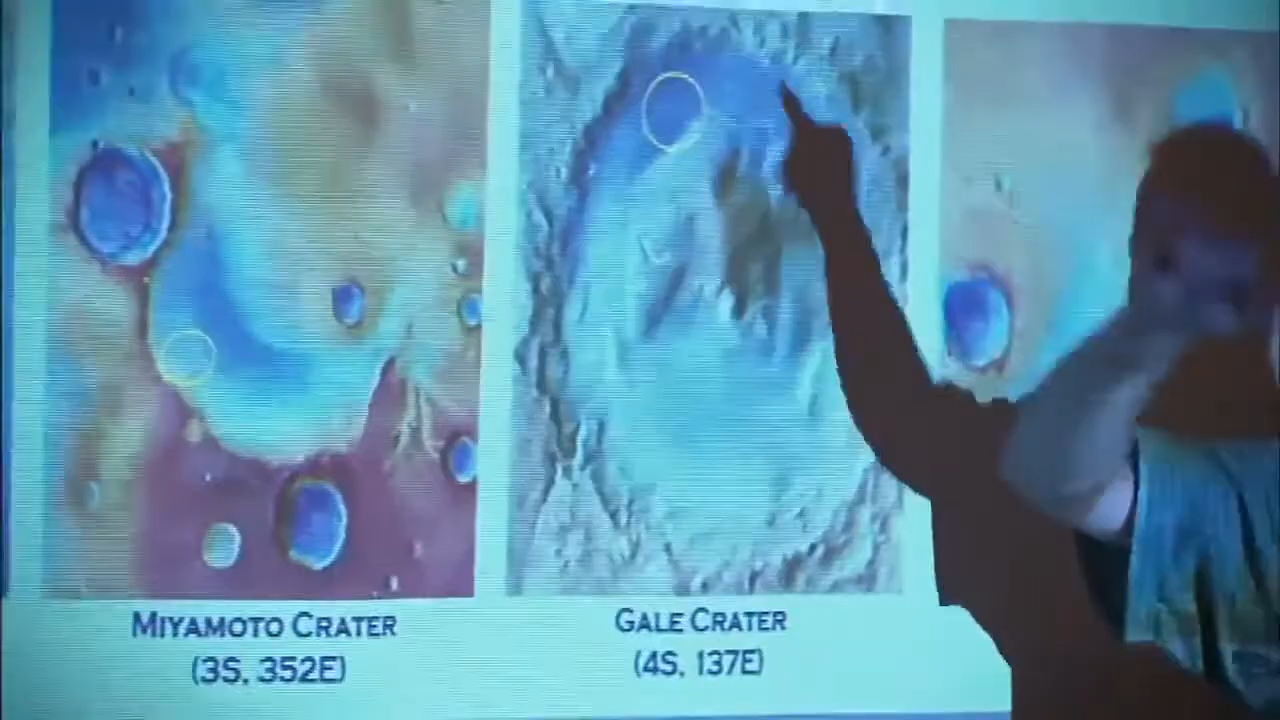 MIYAMOTO CRATER
(3S, 352E)
GALE CRATER
(4S, 137E)